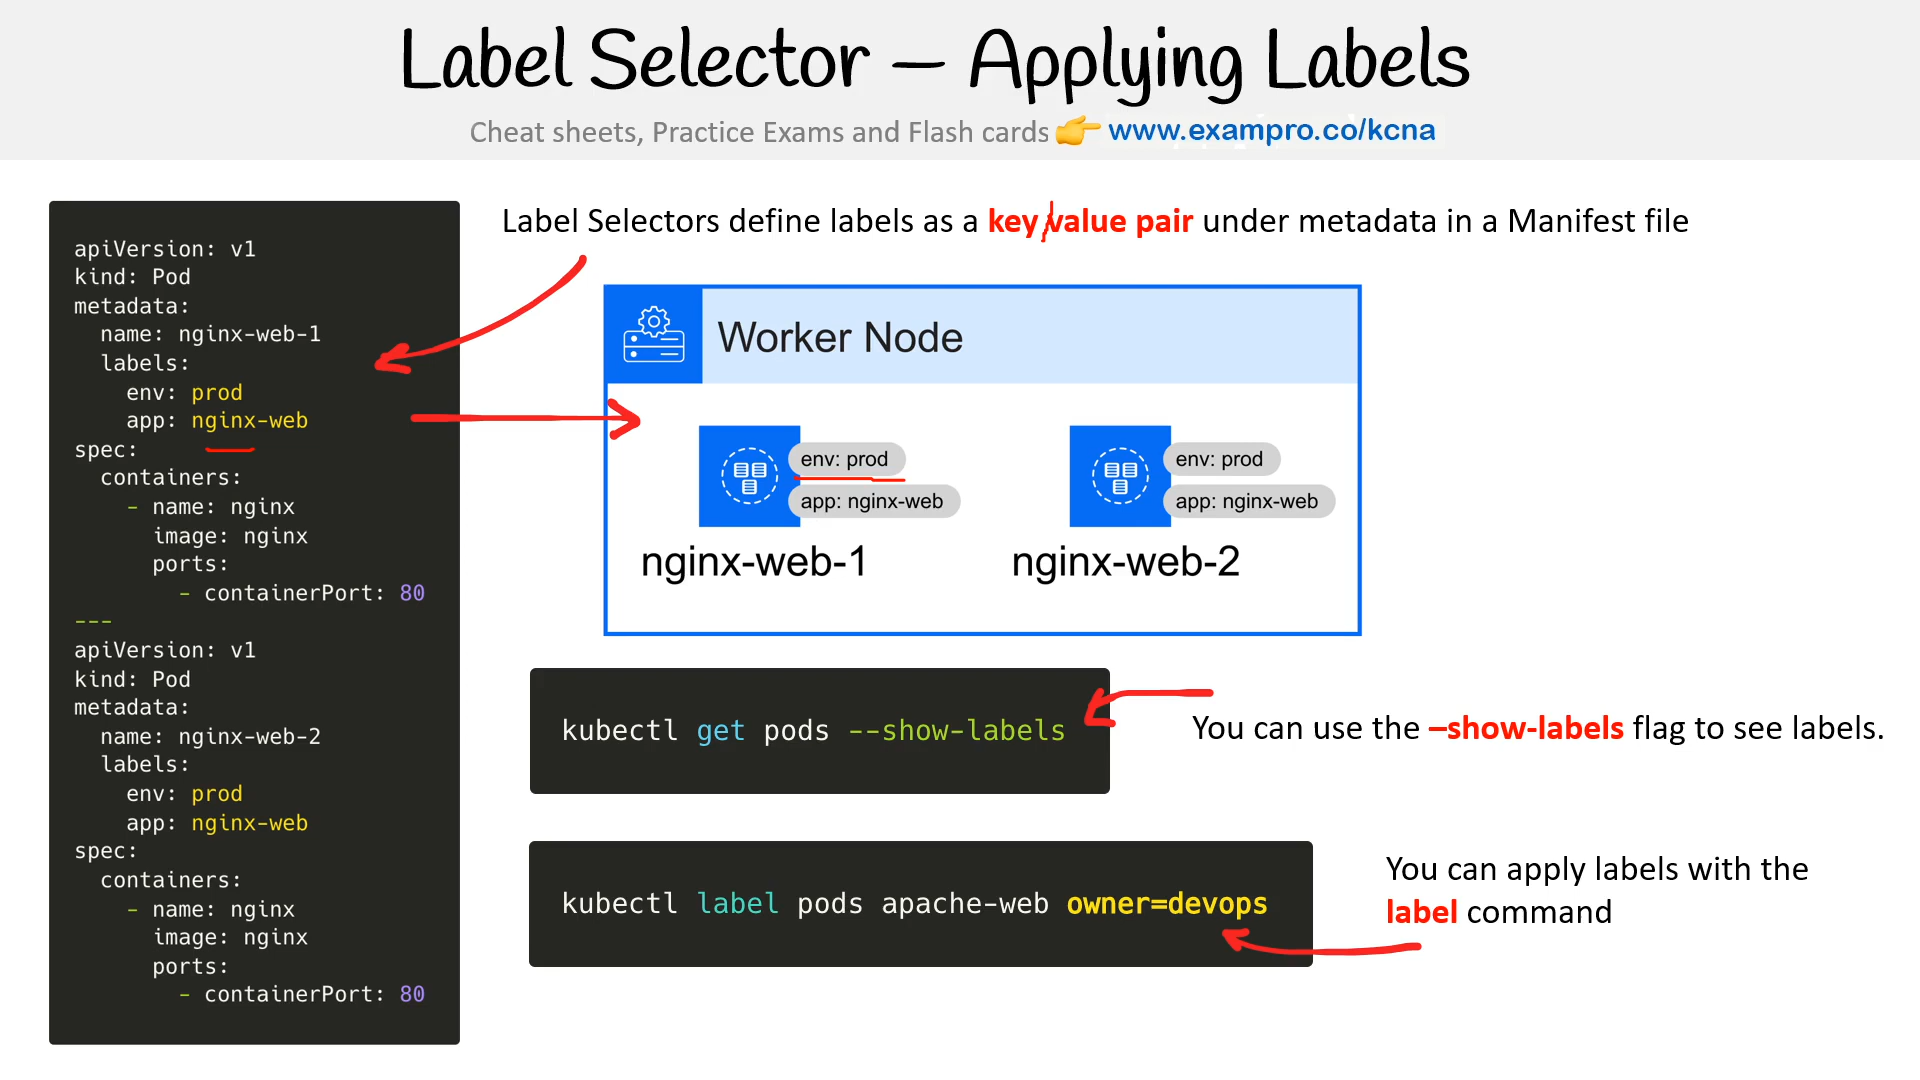 Label Selector – Applying Labels
Cheat sheets, Practice Exams and Flash cards 👉 www.exampro.co/kcna
apiVersion: v1
kind: Pod
metadata:
  name: nginx-web-1
  labels:
    env: prod
    app: nginx-web
spec:
  containers:
    - name: nginx
      image: nginx
      ports:
        - containerPort: 80
---
apiVersion: v1
kind: Pod
metadata:
  name: nginx-web-2
  labels:
    env: prod
    app: nginx-web
spec:
  containers:
    - name: nginx
      image: nginx
      ports:
        - containerPort: 80
Label Selectors define labels as a key value pair under metadata in a Manifest file
Worker Node
env: prod
app: nginx-web
nginx-web-1
env: prod
app: nginx-web
nginx-web-2
kubectl get pods --show-labels
You can use the –show-labels flag to see labels.
kubectl label pods apache-web owner=devops
You can apply labels with the
label command